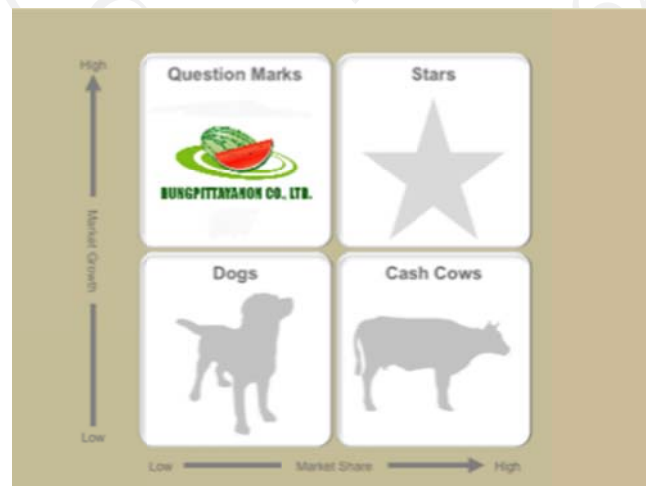 High
Question Marks
Stars
BUNGPITTAYANON CO., LTD.
Market Growth
Dogs
Cash Cows
Low
Low
Market Share
High